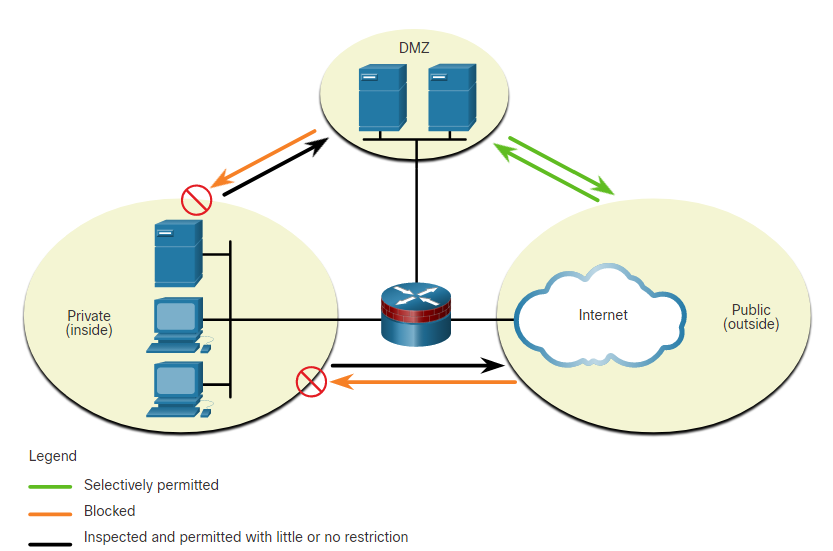 DMZ
Private
(inside)
Internet
Public
(outside)
Legend
Selectively permitted
Blocked
Inspected and permitted with little or no restriction